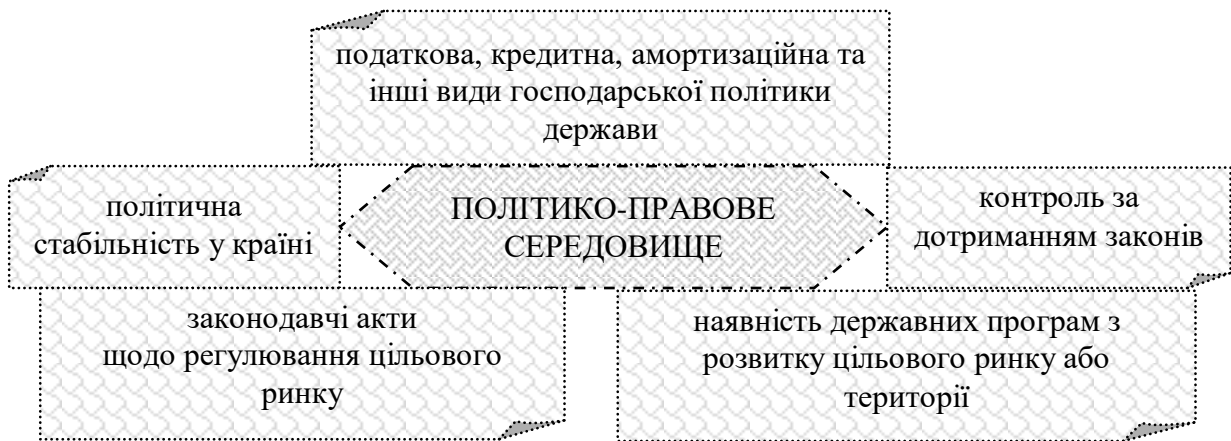 податкова, кредитна, амортизаційна та
інші види господарської політики
держави
політична
стабільність у країні
ПОЛІТИКО-ПРАВОВЕ
СЕРЕДОВИЩЕ
контроль за
дотриманням законів
законодавчі акти
щодо регулювання цільового
ринку
наявність державних програм з
розвитку цільового ринку або
території